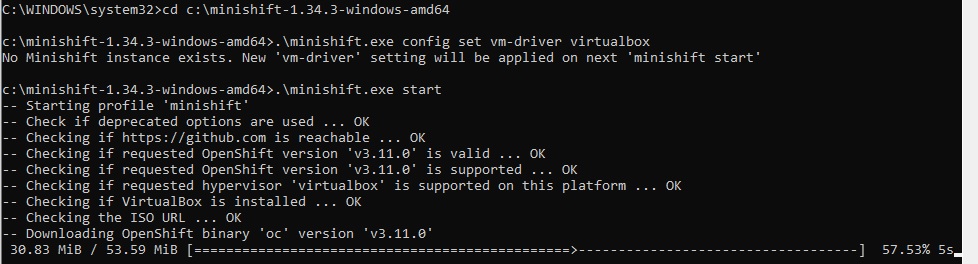 C:\WINDOWS\system32>cd c:\minishift-1.34.3-windows-amd64
c:\minishift-1.34.3-windows-amd64>.\minishift.exe config set vm-driver virtualbox
No Minishift instance exists. New 'vm-driver' setting will be applied on next 'minishift start'
c:\minishift-1.34.3-windows-amd64>.\minishift.exe start
-- Starting profile 'minishift'
-- Check if deprecated options are used ... OK
-- Checking if https://github.com is reachable ... OK
-- Checking if requested OpenShift version 'v3.11.0' is valid ... OK
-- Checking if requested OpenShift version 'v3.11.0' is supported ... OK
-- Checking if requested hypervisor 'virtualbox' is supported on this platform ... OK
-- Checking if VirtualBox is installed ... OK
-- Checking the ISO URL ... OK
-- Downloading OpenShift binary 'oc' version 'v3.11.0'
30.83 MiB / 53.59 MiB [===============================================>-----------------------------------] 57.53% 5s